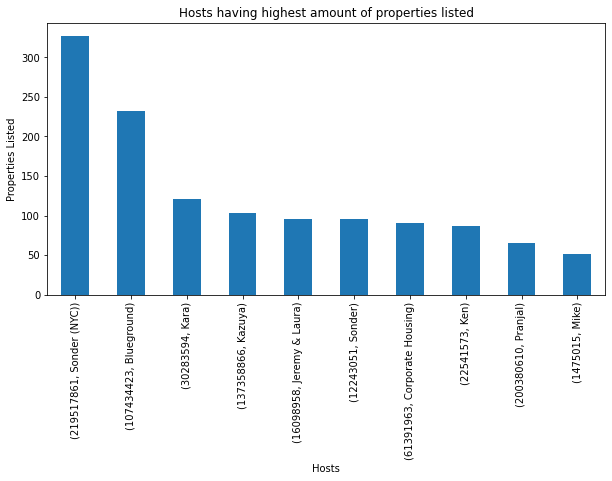 Hosts having highest amount of properties listed
Properties Listed
300
250
200
150
100
50
0
(219517861, Sonder (NYC))
(107434423, Blueground)
(30283594, Kara)
(137358866, Kazuya)
(16098958, Jeremy & Laura)
(12243051, Sonder)
(61391963, Corporate Housing)
(22541573, Ken)
(200380610, Pranjal)
(1475015, Mike)
Hosts